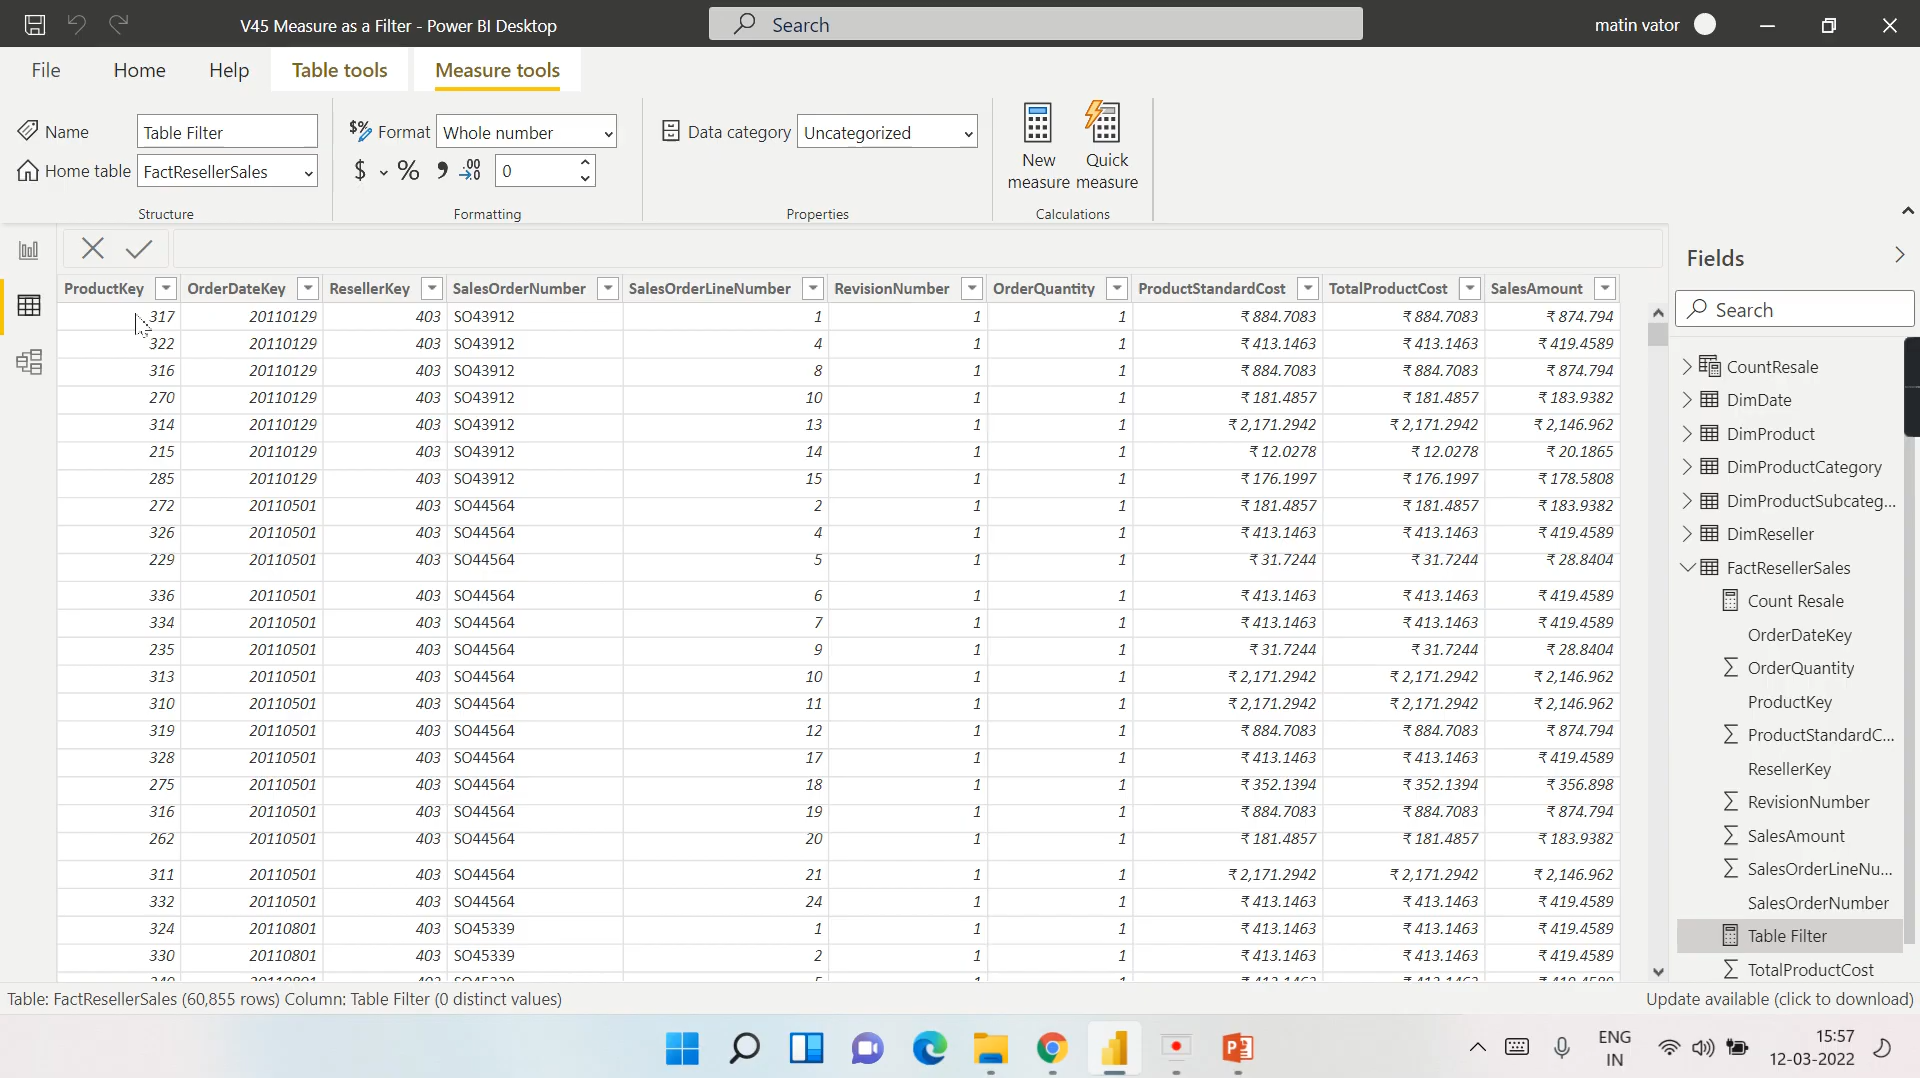 V45 Measure as a Filter - Power BI Desktop
Search
matin vator
File Home Help Table tools Measure tools
Name Table Filter
Home table FactResellerSales
Structure
$% Format Whole number
$ % , .00 0
Formatting
Data category Uncategorized
Properties
New measure
Quick measure
Calculations
ProductKey OrderDateKey ResellerKey SalesOrderNumber SalesOrderLineNumber RevisionNumber OrderQuantity ProductStandardCost TotalProductCost SalesAmount
317 20110129 403 SO43912 1 1 1 ₹ 884.7083 ₹ 884.7083 ₹ 874.794
322 20110129 403 SO43912 4 1 1 ₹ 413.1463 ₹ 413.1463 ₹ 419.4589
316 20110129 403 SO43912 8 1 1 ₹ 884.7083 ₹ 884.7083 ₹ 874.794
270 20110129 403 SO43912 10 1 1 ₹ 181.4857 ₹ 181.4857 ₹ 183.9382
314 20110129 403 SO43912 13 1 1 ₹ 2,171.2942 ₹ 2,171.2942 ₹ 2,146.962
215 20110129 403 SO43912 14 1 1 ₹ 12.0278 ₹ 12.0278 ₹ 20.1865
285 20110129 403 SO43912 15 1 1 ₹ 176.1997 ₹ 176.1997 ₹ 178.5808
272 20110501 403 SO44564 2 1 1 ₹ 181.4857 ₹ 181.4857 ₹ 183.9382
326 20110501 403 SO44564 4 1 1 ₹ 413.1463 ₹ 413.1463 ₹ 419.4589
229 20110501 403 SO44564 5 1 1 ₹ 31.7244 ₹ 31.7244 ₹ 28.8404
336 20110501 403 SO44564 6 1 1 ₹ 413.1463 ₹ 413.1463 ₹ 419.4589
334 20110501 403 SO44564 7 1 1 ₹ 413.1463 ₹ 413.1463 ₹ 419.4589
235 20110501 403 SO44564 9 1 1 ₹ 31.7244 ₹ 31.7244 ₹ 28.8404
313 20110501 403 SO44564 10 1 1 ₹ 2,171.2942 ₹ 2,171.2942 ₹ 2,146.962
310 20110501 403 SO44564 11 1 1 ₹ 2,171.2942 ₹ 2,171.2942 ₹ 2,146.962
319 20110501 403 SO44564 12 1 1 ₹ 884.7083 ₹ 884.7083 ₹ 874.794
328 20110501 403 SO44564 17 1 1 ₹ 413.1463 ₹ 413.1463 ₹ 419.4589
275 20110501 403 SO44564 18 1 1 ₹ 352.1394 ₹ 352.1394 ₹ 356.898
316 20110501 403 SO44564 19 1 1 ₹ 884.7083 ₹ 884.7083 ₹ 874.794
262 20110501 403 SO44564 20 1 1 ₹ 181.4857 ₹ 181.4857 ₹ 183.9382
311 20110501 403 SO44564 21 1 1 ₹ 2,171.2942 ₹ 2,171.2942 ₹ 2,146.962
332 20110501 403 SO44564 24 1 1 ₹ 413.1463 ₹ 413.1463 ₹ 419.4589
324 20110801 403 SO45339 1 1 1 ₹ 413.1463 ₹ 413.1463 ₹ 419.4589
330 20110801 403 SO45339 2 1 1 ₹ 413.1463 ₹ 413.1463 ₹ 419.4589
Fields
Search
CountResale
DimDate
DimProduct
DimProductCategory
DimProductSubcateg...
DimReseller
FactResellerSales
Count Resale
OrderDateKey
∑ OrderQuantity
ProductKey
∑ ProductStandardC...
ResellerKey
∑ RevisionNumber
∑ SalesAmount
∑ SalesOrderLineNu...
SalesOrderNumber
Table Filter
∑ TotalProductCost
Table: FactResellerSales (60,855 rows) Column: Table Filter (0 distinct values)
Update available (click to download)
ENG
IN
15:57
12-03-2022